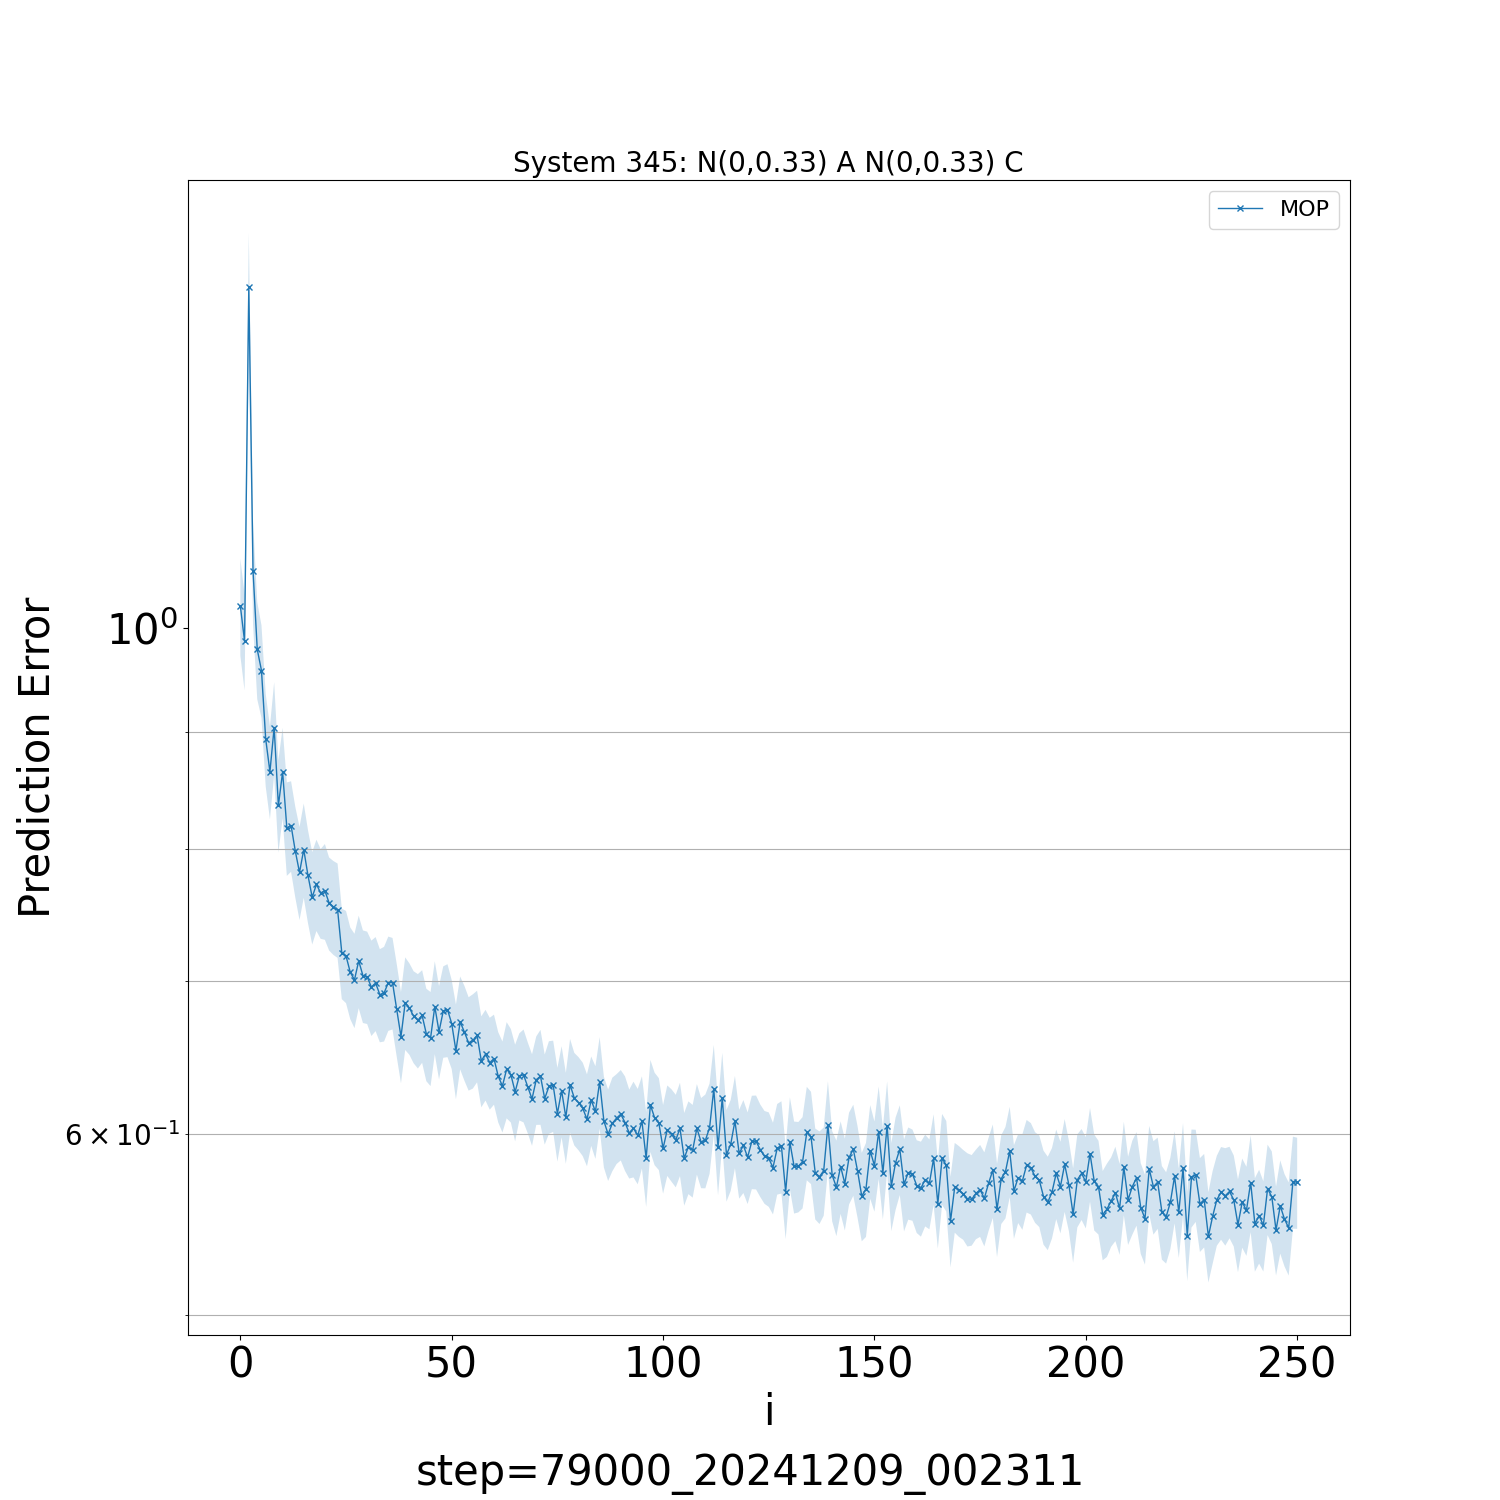 System 345: N(0,0.33) A N(0,0.33) C
MOP
Prediction Error
10⁰
6 × 10⁻¹
0 50 100 150 200 250
i
step=79000_20241209_002311